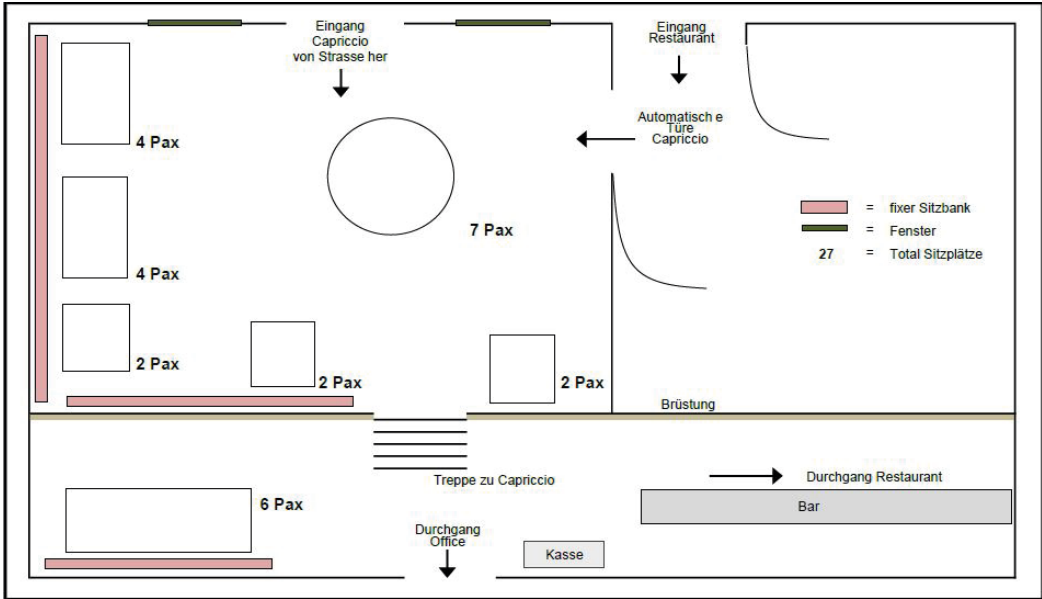 Eingang
Capriccio
von Strasse her
Eingang
Restaurant
Automatisch e
Türe
Capriccio
4 Pax
7 Pax
= fixer Sitzbank
= Fenster
27 = Total Sitzplätze
4 Pax
2 Pax
2 Pax
2 Pax
Brüstung
Treppe zu Capriccio
Durchgang Restaurant
6 Pax
Bar
Durchgang
Office
Kasse